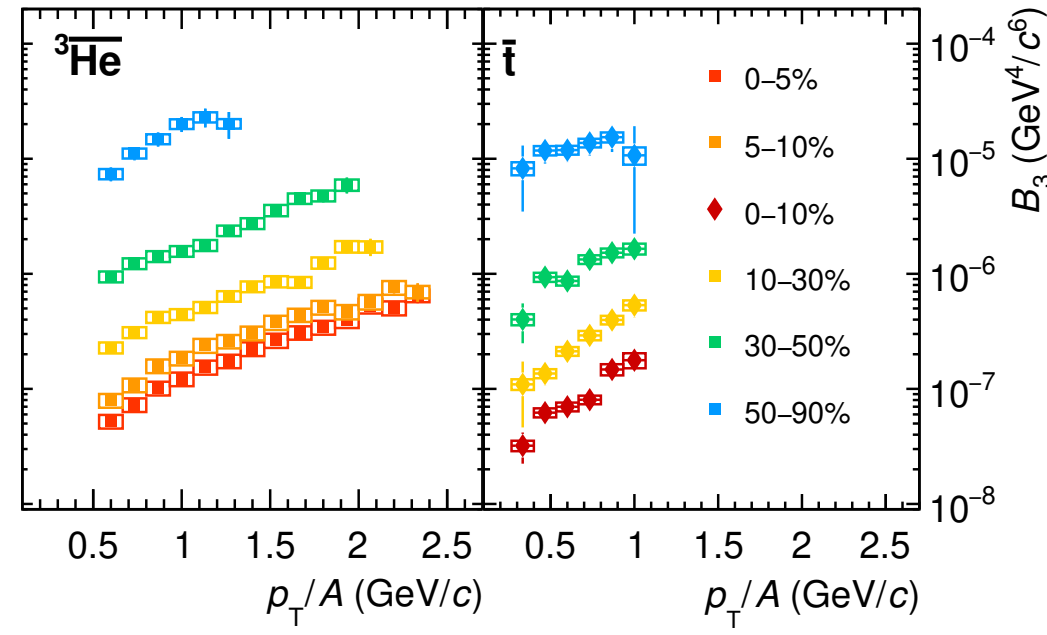 ³H̅e̅
t̄
0–5%
5–10%
0–10%
10–30%
30–50%
50–90%
10⁻⁴
10⁻⁵
10⁻⁶
10⁻⁷
10⁻⁸
B₃ (GeV⁴/c⁶)
0.5 1 1.5 2 2.5
0.5 1 1.5 2 2.5
p_T/A (GeV/c)
p_T/A (GeV/c)